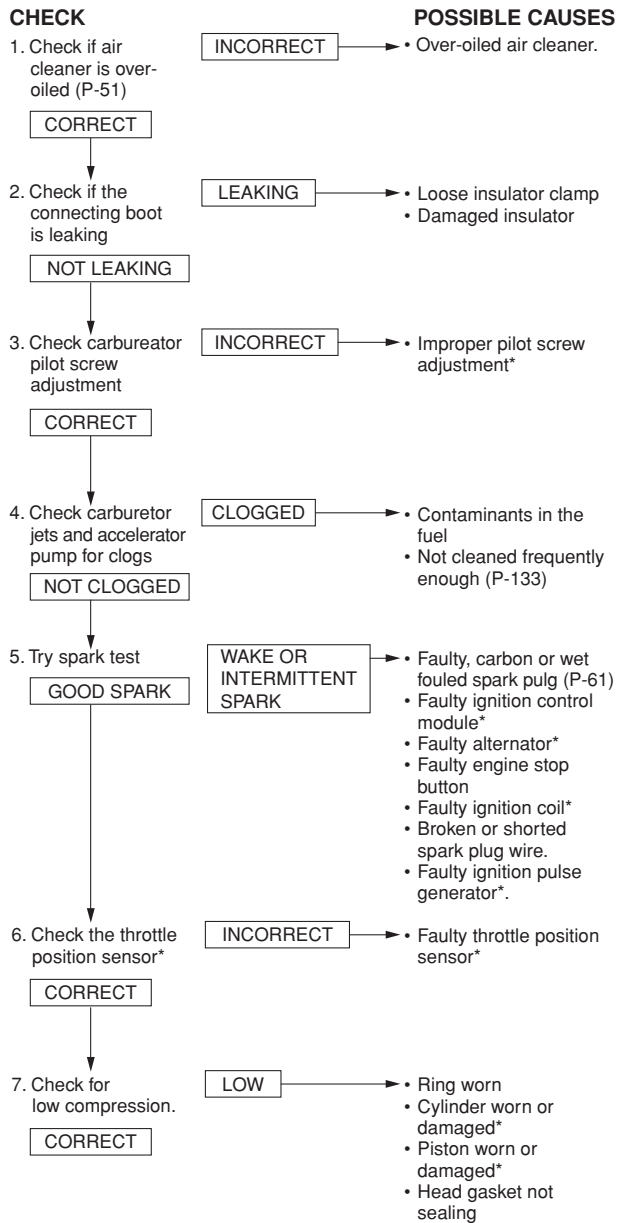 CHECK
POSSIBLE CAUSES
1. Check if air
cleaner is over-
oiled (P-51)
INCORRECT
• Over-oiled air cleaner.
CORRECT
2. Check if the
connecting boot
is leaking
LEAKING
• Loose insulator clamp
• Damaged insulator
NOT LEAKING
3. Check carbureator
pilot screw
adjustment
INCORRECT
• Improper pilot screw
adjustment*
CORRECT
4. Check carburetor
jets and accelerator
pump for clogs
CLOGGED
• Contaminants in the
fuel
• Not cleaned frequently
enough (P-133)
NOT CLOGGED
5. Try spark test
WAKE OR
INTERMITTENT
SPARK
• Faulty, carbon or wet
fouled spark pulg (P-61)
• Faulty ignition control
module*
• Faulty alternator*
• Faulty engine stop
button
• Faulty ignition coil*
• Broken or shorted
spark plug wire.
• Faulty ignition pulse
generator*.
GOOD SPARK
6. Check the throttle
position sensor*
INCORRECT
• Faulty throttle position
sensor*
CORRECT
7. Check for
low compression.
LOW
• Ring worn
• Cylinder worn or
damaged*
• Piston worn or
damaged*
• Head gasket not
sealing
CORRECT